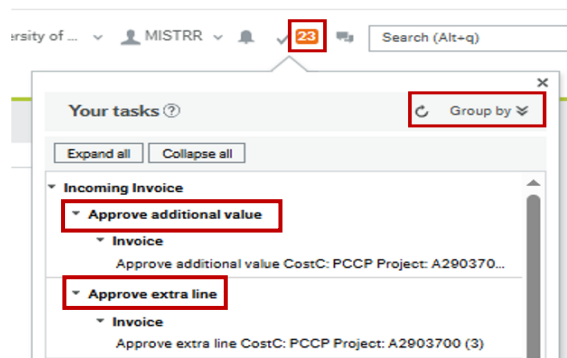 ersity of ... MISTRR 23 Search (Alt+q)
Your tasks ? Group by
Expand all Collapse all
Incoming Invoice
Approve additional value
Invoice
Approve additional value CostC: PCCP Project: A290370...
Approve extra line
Invoice
Approve extra line CostC: PCCP Project: A2903700 (3)